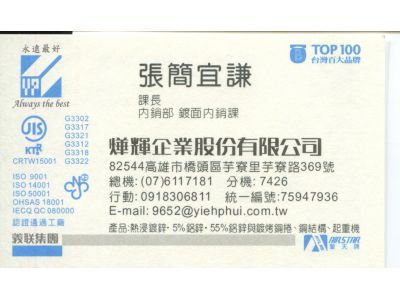 永遠最好
YP
Always the best
TOP 100
台灣百大品牌
張簡宜謙
課長
內銷部 鍍面內銷課
JIS
KTR
CRTW15001
G3302
G3317
G3321
G3312
G3318
G3322
燁輝企業股份有限公司
82544高雄市橋頭區芋寮里芋寮路369號
總機:(07)6117181 分機: 7426
行動: 0918306811 統一編號:75947936
E-mail: 9652@yiehphui.com.tw
ISO 9001
ISO 14001
ISO 50001
OHSAS 18001
IECQ QC 080000
認證通過工廠
義联集團
產品:熱浸鍍鋅、5%鋁鋅、55%鋁鋅與鍍烤鋼捲、鋼結構、起重機